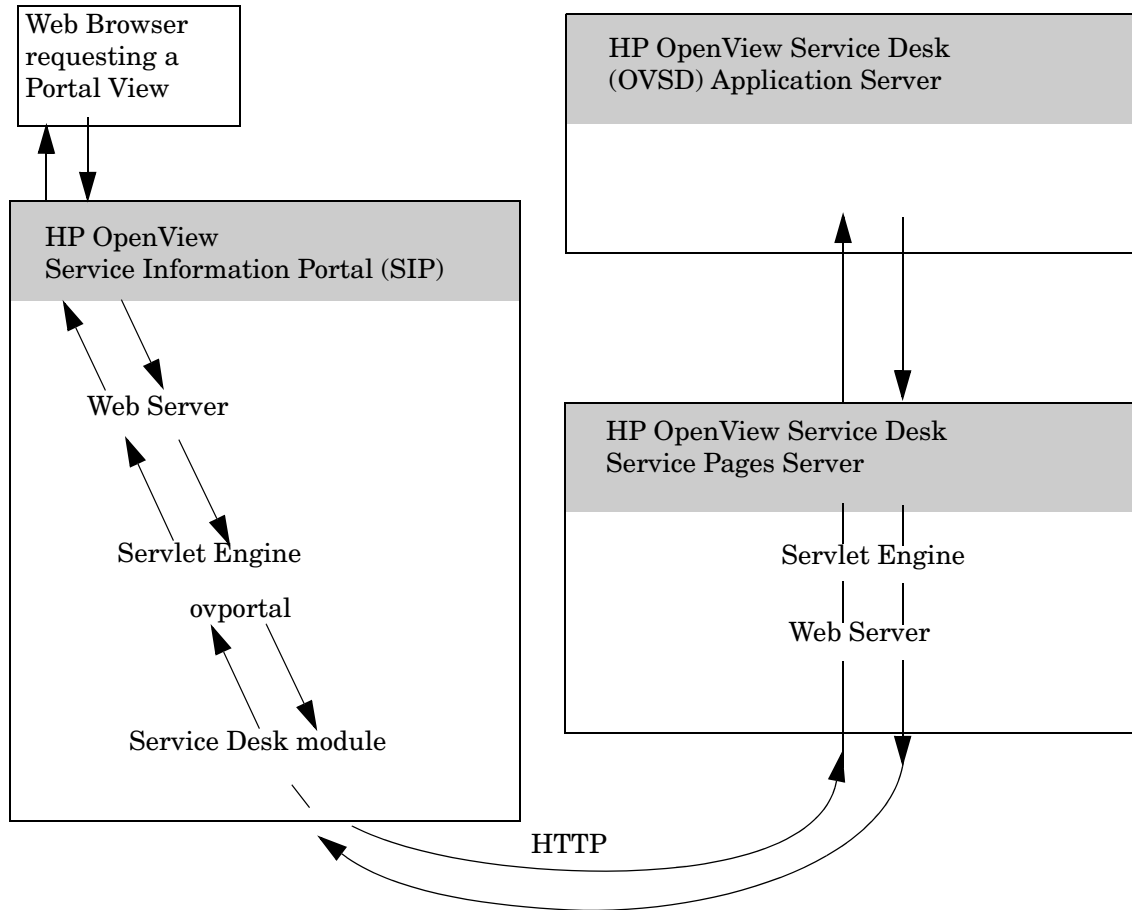 Web Browser
requesting a
Portal View
HP OpenView
Service Information Portal (SIP)
Web Server
Servlet Engine
ovportal
Service Desk module
HTTP
HP OpenView Service Desk
(OVSD) Application Server
HP OpenView Service Desk
Service Pages Server
Servlet Engine
Web Server